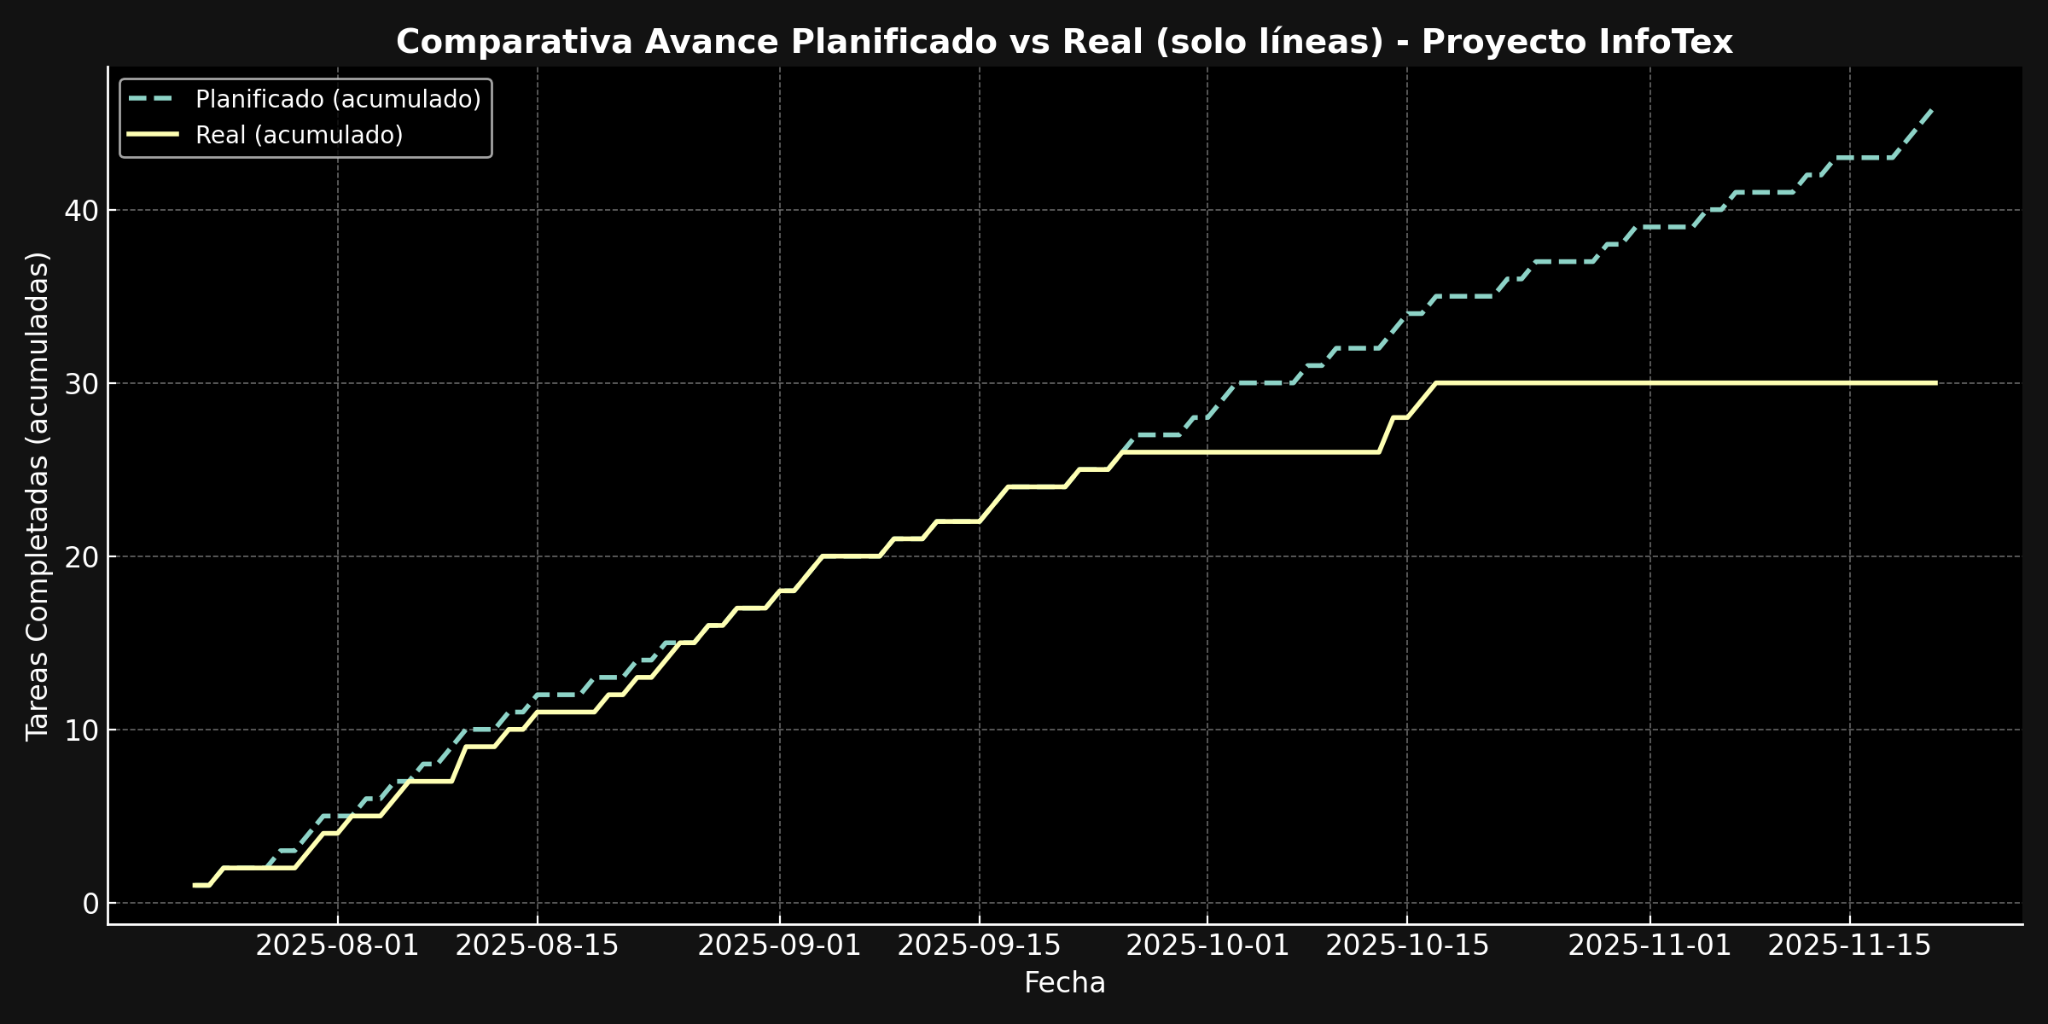 Comparativa Avance Planificado vs Real (solo líneas) - Proyecto InfoTex
Planificado (acumulado)
Real (acumulado)
Tareas Completadas (acumuladas)
40
30
20
10
0
2025-08-01
2025-08-15
2025-09-01
2025-09-15
2025-10-01
2025-10-15
2025-11-01
2025-11-15
Fecha